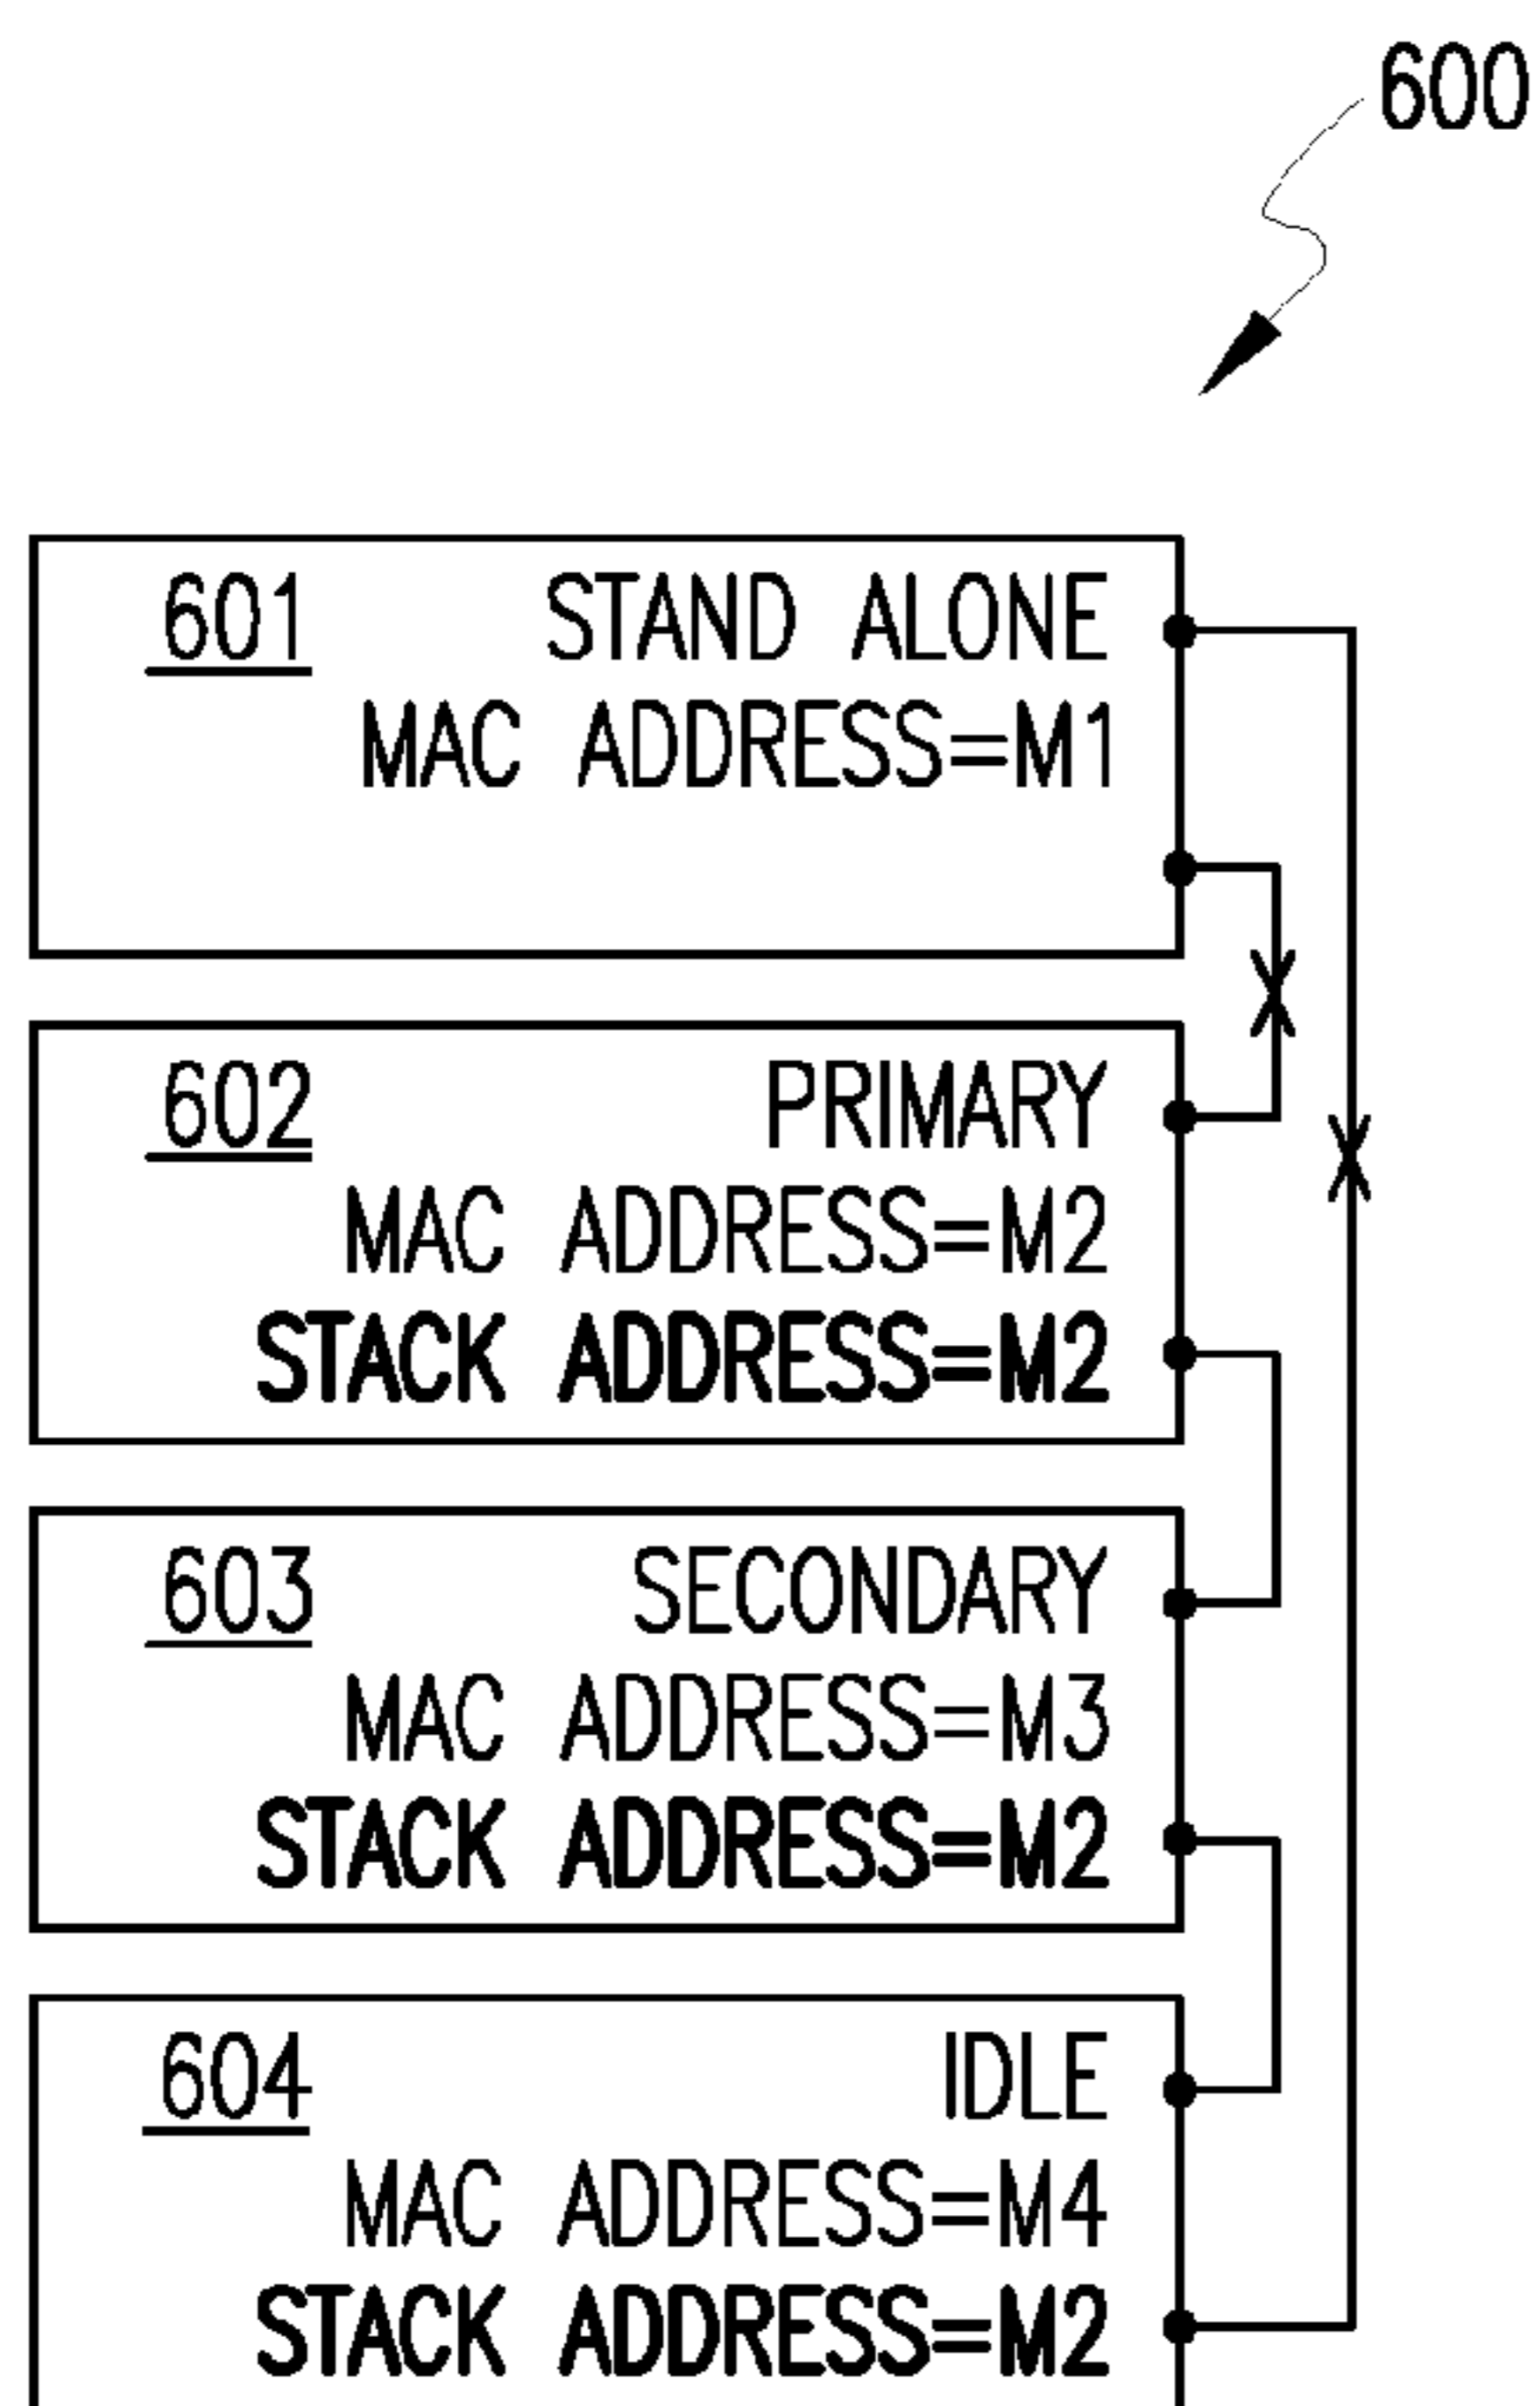 600
601 STAND ALONE
MAC ADDRESS=M1
602 PRIMARY
MAC ADDRESS=M2
STACK ADDRESS=M2
603 SECONDARY
MAC ADDRESS=M3
STACK ADDRESS=M2
604 IDLE
MAC ADDRESS=M4
STACK ADDRESS=M2